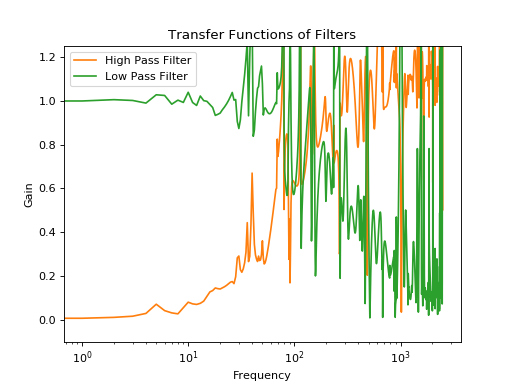 Transfer Functions of Filters
High Pass Filter
Low Pass Filter
1.2
1.0
0.8
0.6
0.4
0.2
0.0
Gain
10⁰
10¹
10²
10³
Frequency